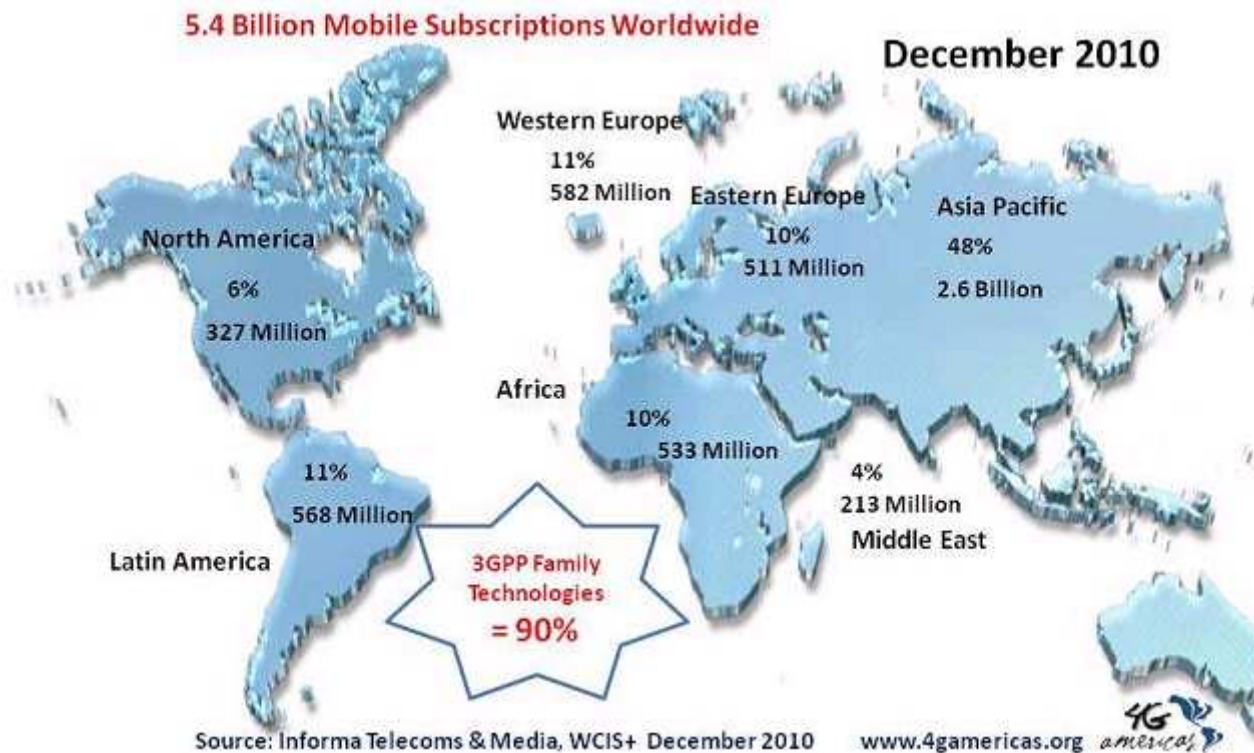 5.4 Billion Mobile Subscriptions Worldwide
December 2010
Western Europe
11%
582 Million
Eastern Europe
10%
511 Million
Asia Pacific
48%
2.6 Billion
North America
6%
327 Million
Africa
10%
533 Million
4%
213 Million
Middle East
11%
568 Million
Latin America
3GPP Family
Technologies
= 90%
Source: Informa Telecoms & Media, WCIS+ December 2010
www.4gamericas.org
4G
americas